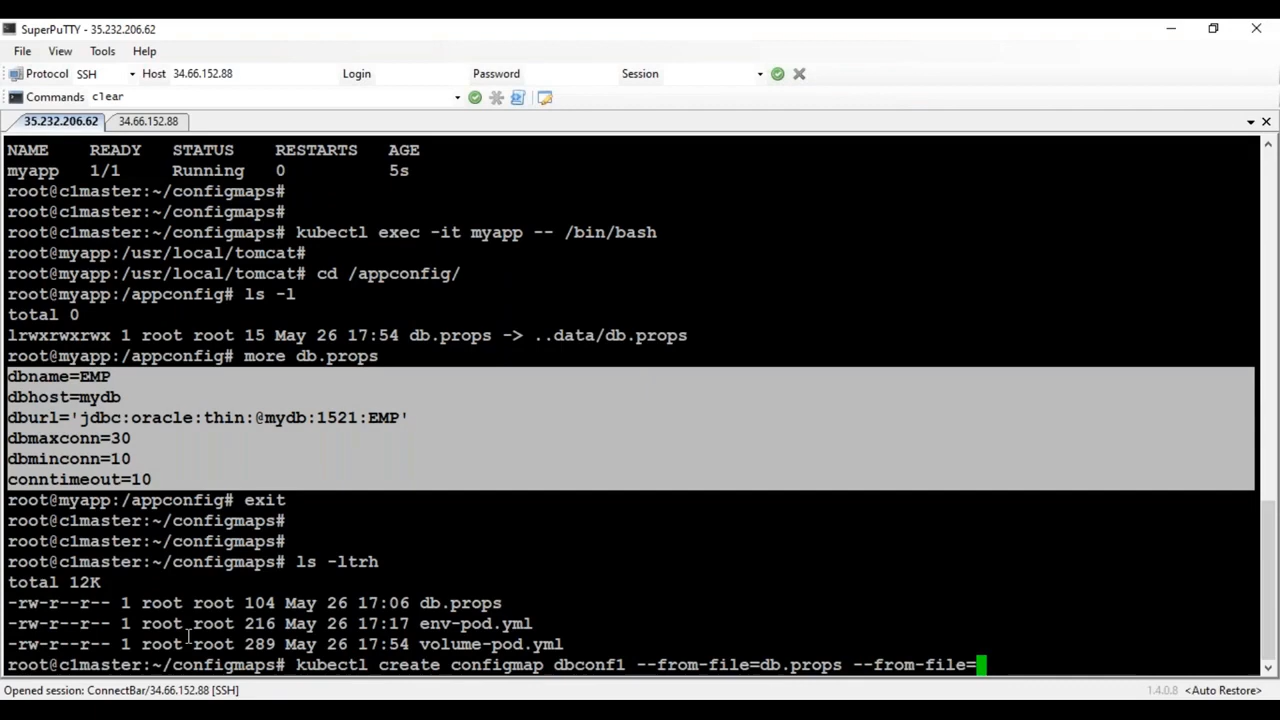 SuperPuTTY - 35.232.206.62
File View Tools Help
Protocol SSH Host 34.66.152.88 Login Password Session
Commands clear
35.232.206.62 34.66.152.88
NAME READY STATUS RESTARTS AGE
myapp 1/1 Running 0 5s
root@c1master:~/configmaps#
root@c1master:~/configmaps#
root@c1master:~/configmaps# kubectl exec -it myapp -- /bin/bash
root@myapp:/usr/local/tomcat#
root@myapp:/usr/local/tomcat# cd /appconfig/
root@myapp:/appconfig# ls -l
total 0
lrwxrwxrwx 1 root root 15 May 26 17:54 db.props -> ..data/db.props
root@myapp:/appconfig# more db.props
dbname=EMP
dbhost=mydb
dburl='jdbc:oracle:thin:@mydb:1521:EMP'
dbmaxconn=30
dbminconn=10
conntimeout=10
root@myapp:/appconfig# exit
root@c1master:~/configmaps#
root@c1master:~/configmaps#
root@c1master:~/configmaps# ls -ltrh
total 12K
-rw-r--r-- 1 root root 104 May 26 17:06 db.props
-rw-r--r-- 1 root root 216 May 26 17:17 env-pod.yml
-rw-r--r-- 1 root root 289 May 26 17:54 volume-pod.yml
root@c1master:~/configmaps# kubectl create configmap dbconf1 --from-file=db.props --from-file=
Opened session: ConnectBar/34.66.152.88 [SSH] 1.4.0.8 <Auto Restore>